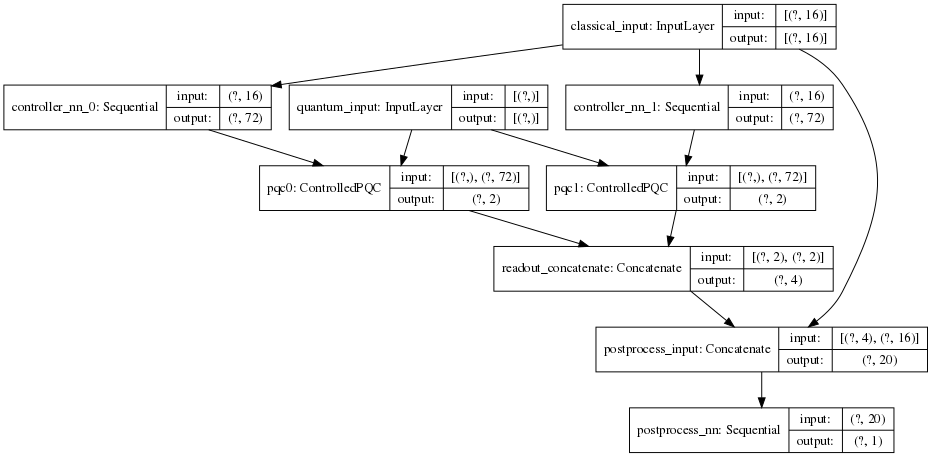 classical_input: InputLayer
input: [(?, 16)]
output: [(?, 16)]
controller_nn_0: Sequential
input: (?, 16)
output: (?, 72)
quantum_input: InputLayer
input: [(?,)]
output: [(?,)]
controller_nn_1: Sequential
input: (?, 16)
output: (?, 72)
pqc0: ControlledPQC
input: [(?,), (?, 72)]
output: (?, 2)
pqc1: ControlledPQC
input: [(?,), (?, 72)]
output: (?, 2)
readout_concatenate: Concatenate
input: [(?, 2), (?, 2)]
output: (?, 4)
postprocess_input: Concatenate
input: [(?, 4), (?, 16)]
output: (?, 20)
postprocess_nn: Sequential
input: (?, 20)
output: (?, 1)